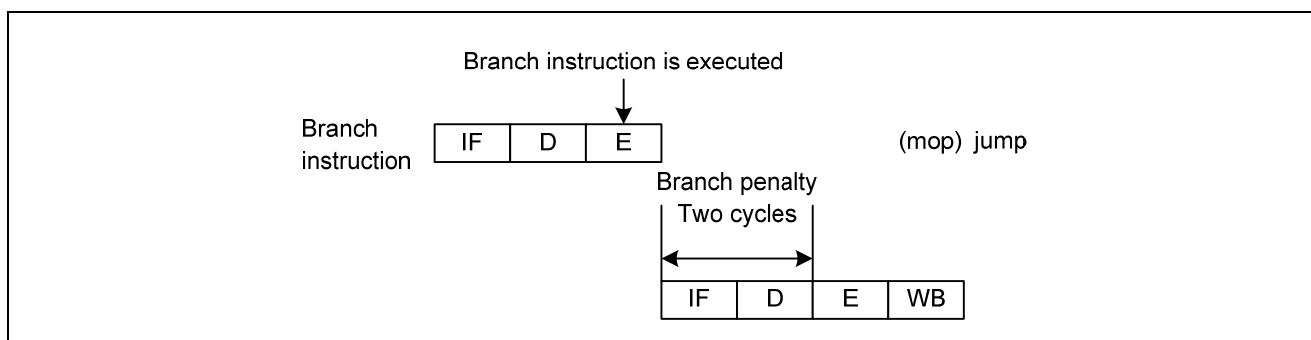 Branch instruction is executed
Branch
instruction
IF D E
(mop) jump
Branch penalty
Two cycles
IF D E WB